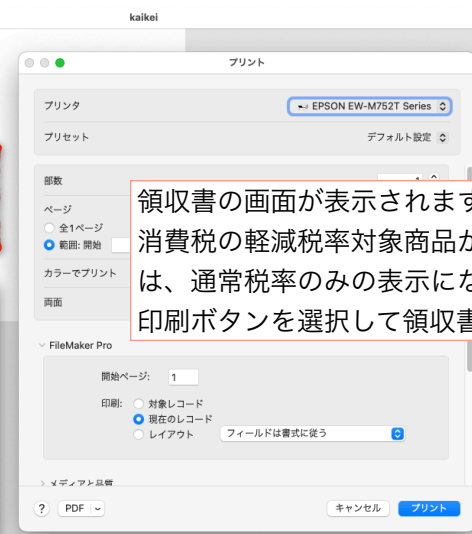 kaikei
プリント
プリンタ
EPSON EW-M752T Series
プリセット
デフォルト設定
部数
ページ
全1ページ
範囲: 開始
カラーでプリント
両面
領収書の画面が表示されます
消費税の軽減税率対象商品が
は、通常税率のみの表示にな
印刷ボタンを選択して領収書
FileMaker Pro
開始ページ: 1
印刷: 対象レコード
現在のレコード
レイアウト フィールドは書式に従う
メディアと品質
? PDF
キャンセル プリント